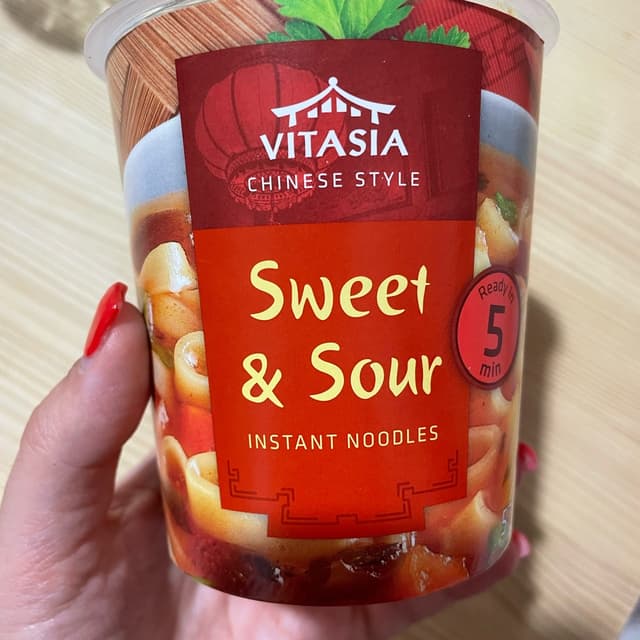 VITASIA
CHINESE STYLE
Sweet
& Sour
INSTANT NOODLES
Ready in
5
min